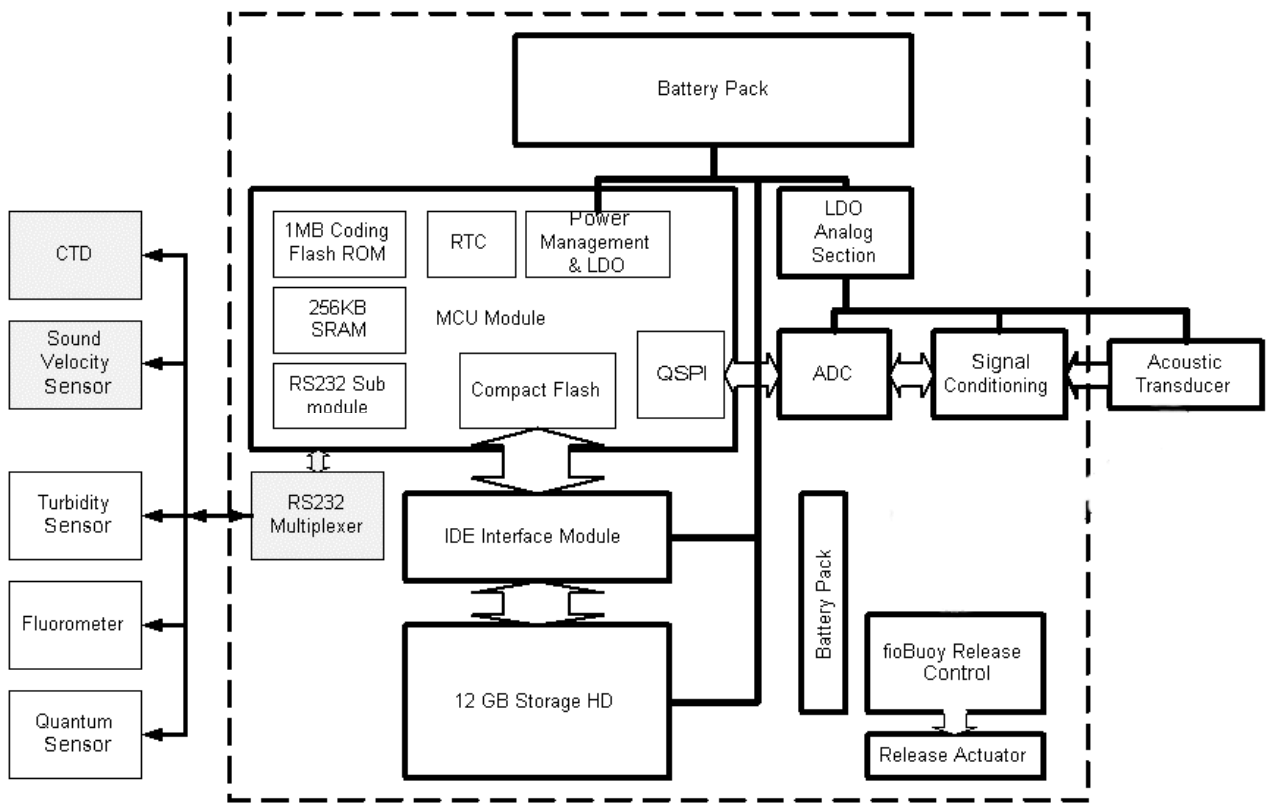 Battery Pack
1MB Coding
Flash ROM
RTC
Power
Management
& LDO
LDO
Analog
Section
CTD
256KB
SRAM
MCU Module
Sound
Velocity
Sensor
RS232 Sub
module
Compact Flash
QSPI
ADC
Signal
Conditioning
Acoustic
Transducer
Turbidity
Sensor
RS232
Multiplexer
IDE Interface Module
Battery Pack
Fluorometer
fioBuoy Release
Control
12 GB Storage HD
Quantum
Sensor
Release Actuator